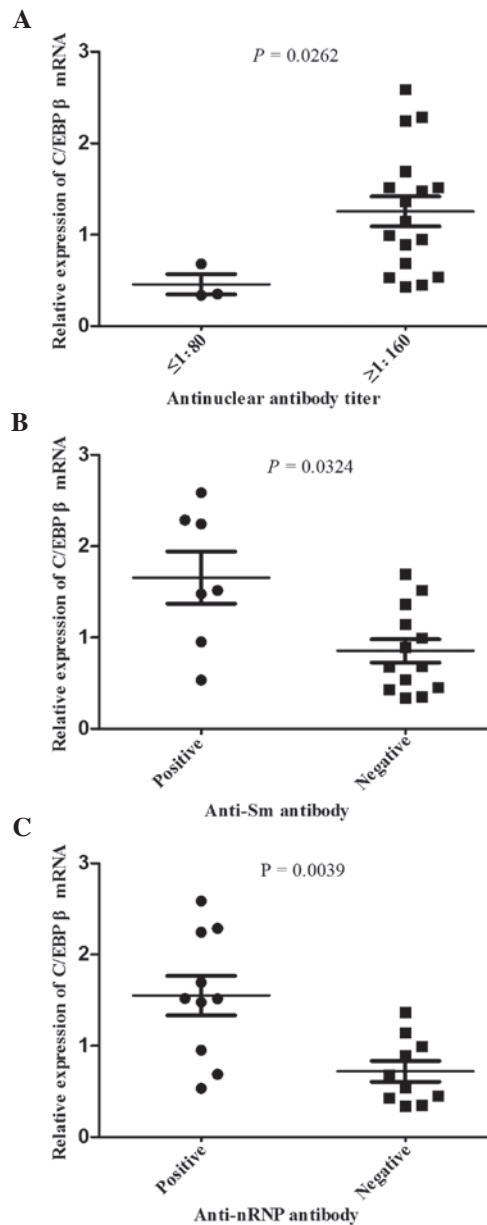 A
Relative expression of C/EBP β mRNA
3
2
1
0
P = 0.0262
≤1:80
≥1:160
Antinuclear antibody titer
B
Relative expression of C/EBP β mRNA
3
2
1
0
P = 0.0324
Positive
Negative
Anti-Sm antibody
C
Relative expression of C/EBP β mRNA
3
2
1
0
P = 0.0039
Positive
Negative
Anti-nRNP antibody